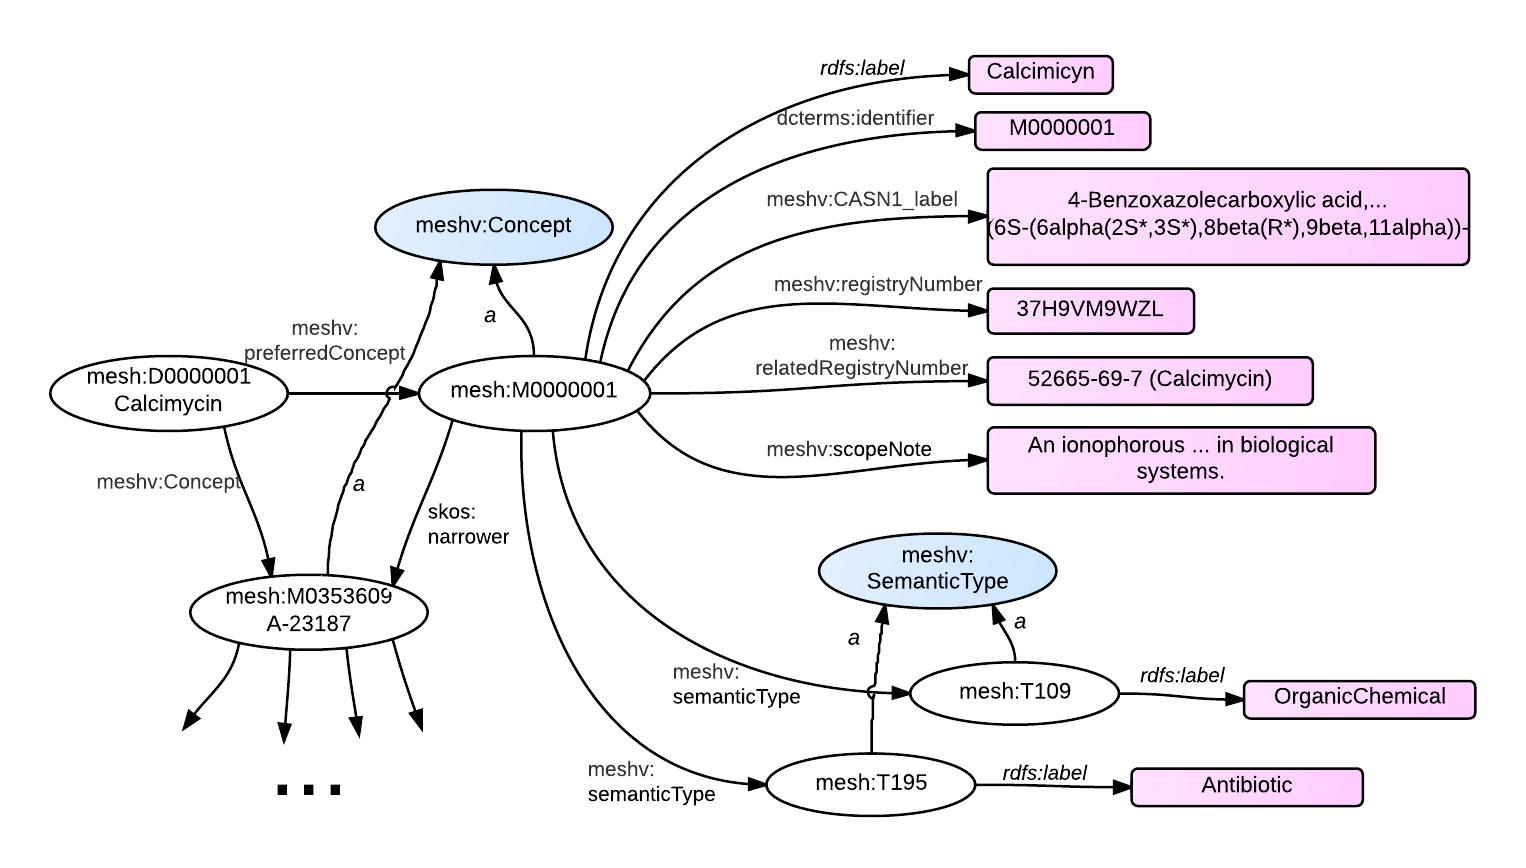 rdfs:label
Calcimicyn
dcterms:identifier
M0000001
meshv:CASN1_label
4-Benzoxazolecarboxylic acid,...
(6S-(6alpha(2S*,3S*),8beta(R*),9beta,11alpha))-
meshv:Concept
meshv:registryNumber
37H9VM9WZL
a
meshv:
preferredConcept
meshv:
relatedRegistryNumber
52665-69-7 (Calcimycin)
mesh:D0000001
Calcimycin
mesh:M0000001
meshv:scopeNote
An ionophorous ... in biological
systems.
meshv:Concept
a
skos:
narrower
meshv:
SemanticType
mesh:M0353609
A-23187
a
a
meshv:
semanticType
mesh:T109
rdfs:label
OrganicChemical
meshv:
semanticType
mesh:T195
rdfs:label
Antibiotic
...